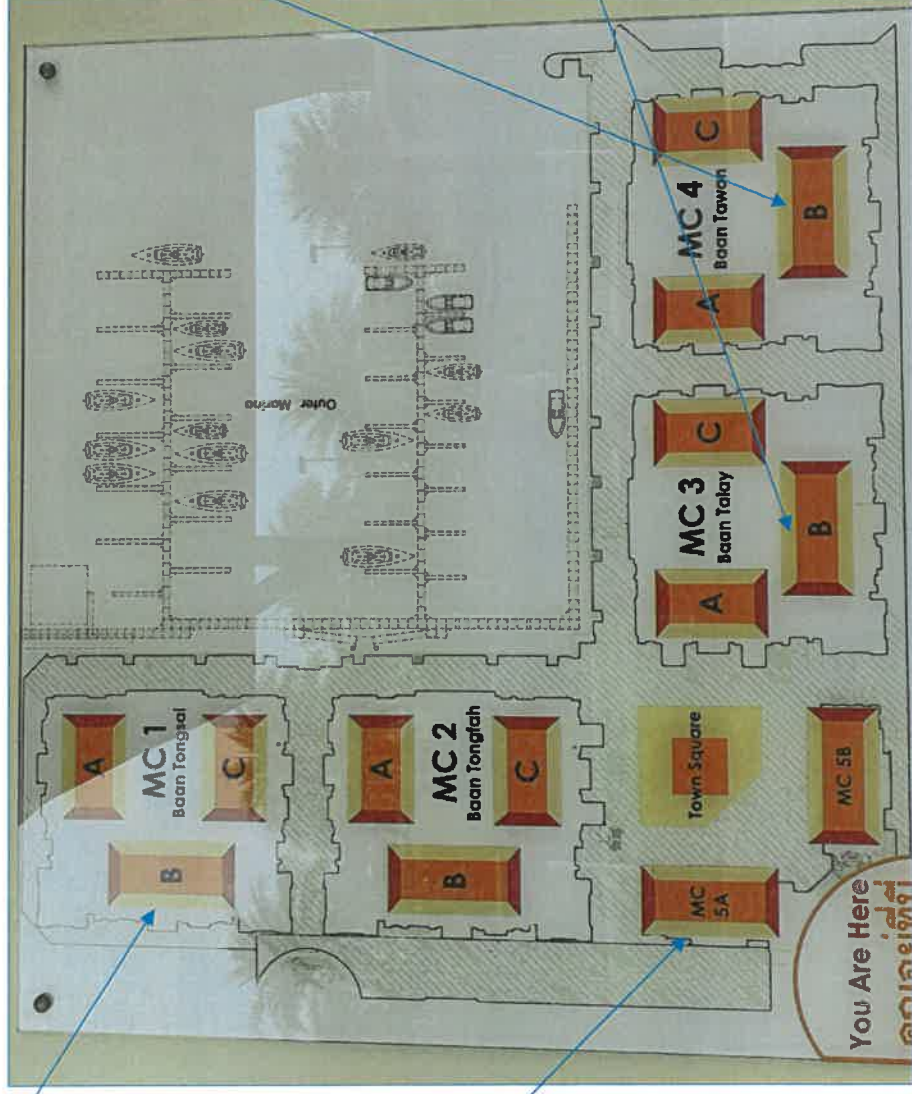 A
MC 1
Baan Tongsai
C
B
A
MC 2
Baan Tongfah
C
B
Outer Marina
Town Square
MC
5A
MC 5B
A
MC 3
Baan Talay
C
B
A
MC 4
Baan Tawan
C
B
You Are Here